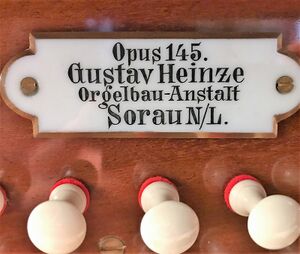 Opus 145.
Gustav Heinze
Orgelbau-Anstalt
Sorau N/L.